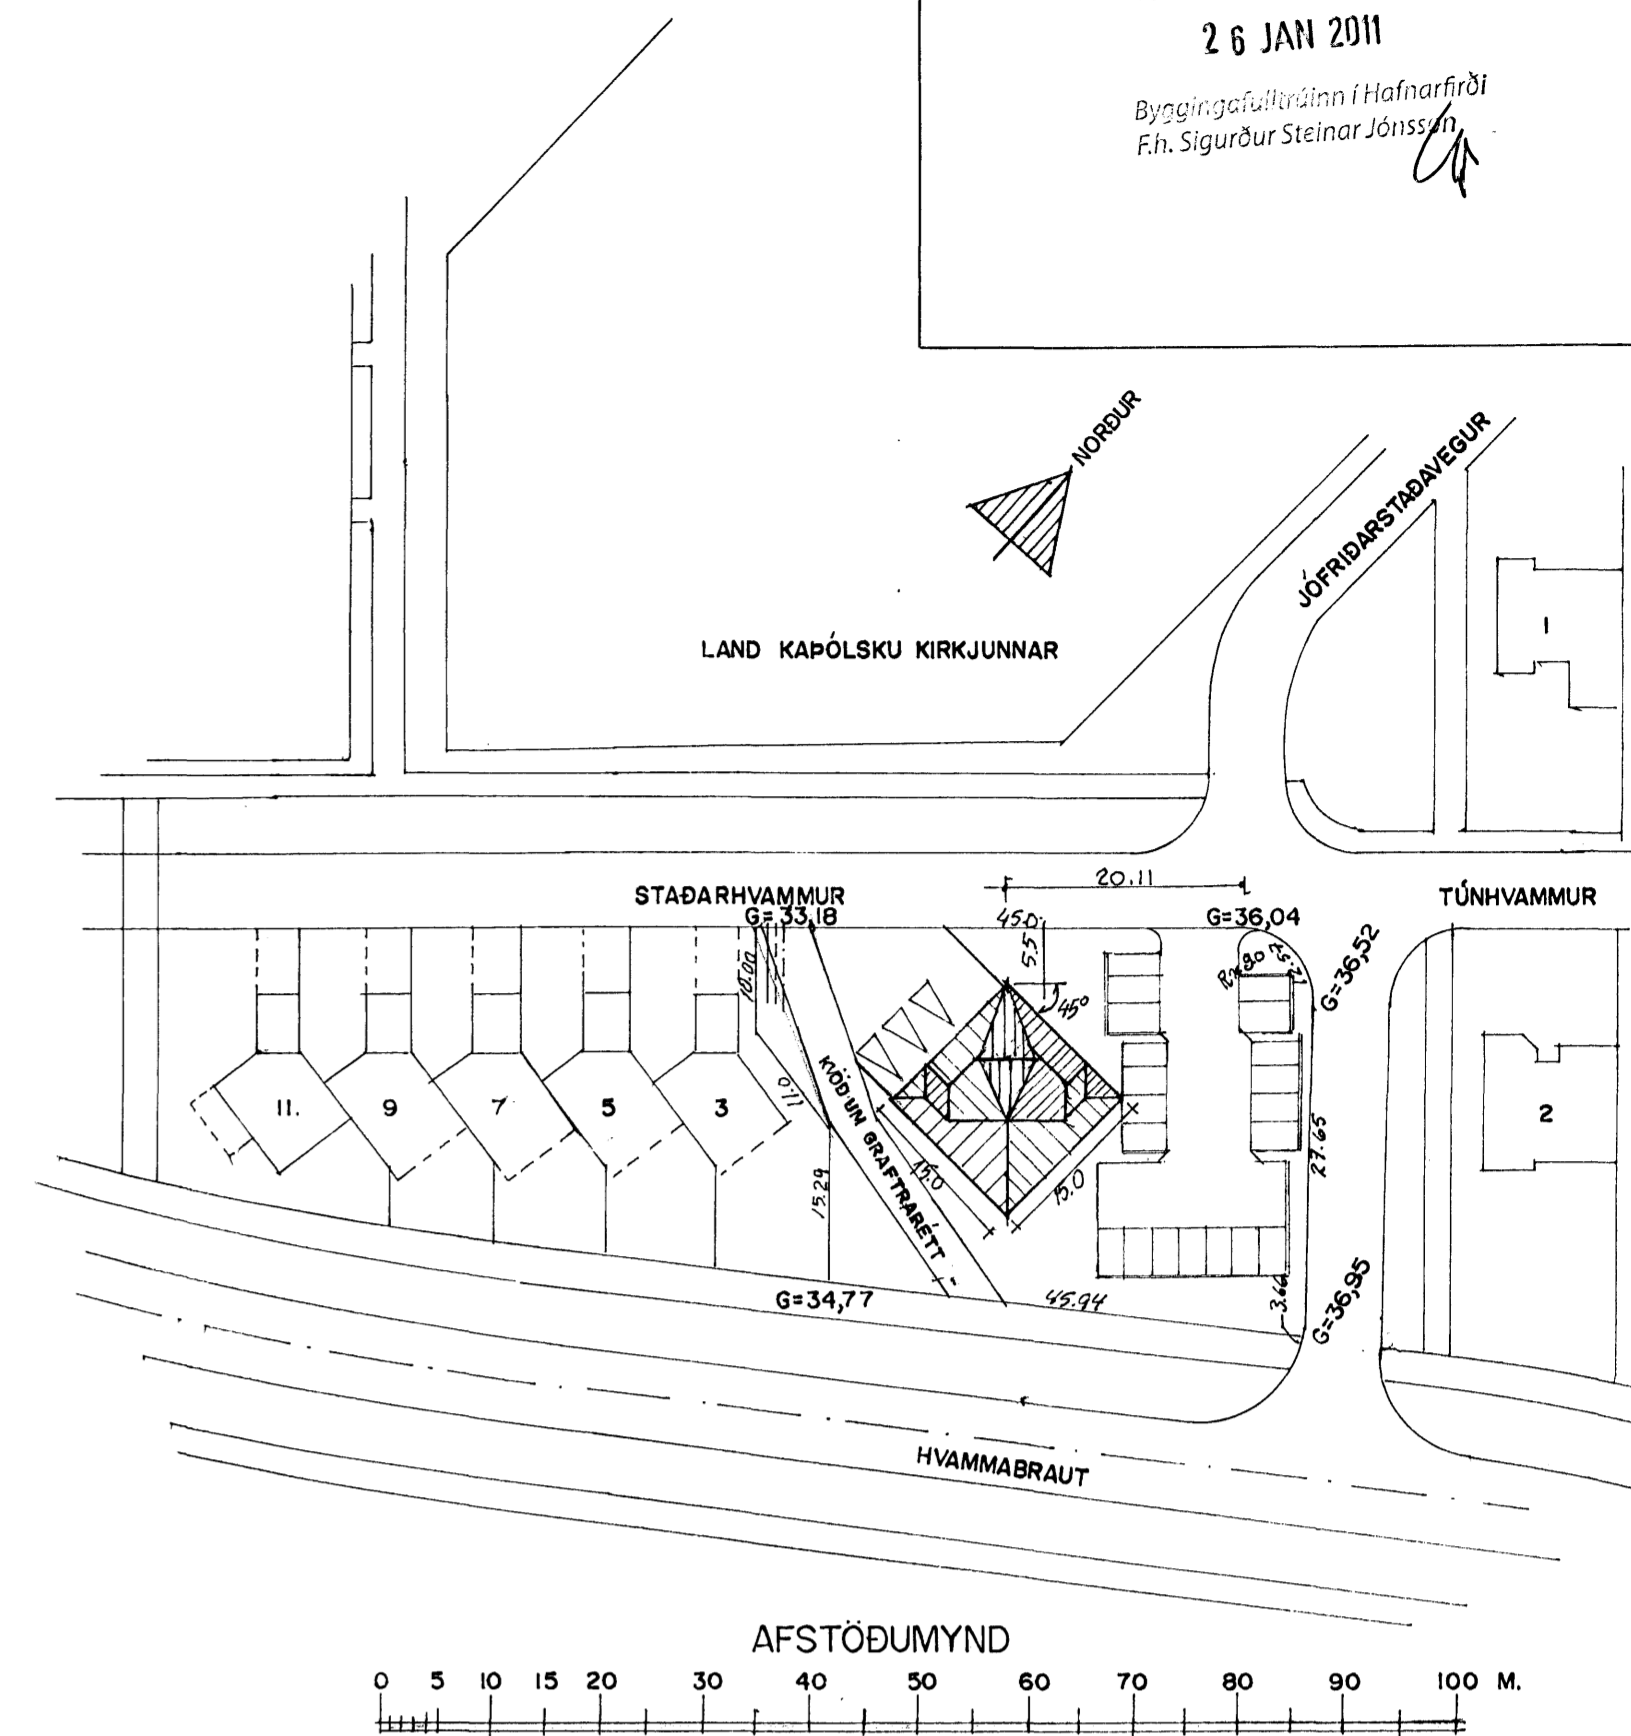 26 JAN 2011
Byggingafulltrúinn í Hafnarfirði
F.h. Sigurður Steinar Jónsson
NORÐUR
JÓFRIÐARSTAÐAVEGUR
1
LAND KAÞÓLSKU KIRKJUNNAR
20.11
STAÐARHVAMMUR
TÚNHVAMMUR
G=33,18
45.0
G=36,04
5.50
G=36,52
10.00
45°
11. 9 7 5 3
11.0
KVÖÐ UM GRAFTRARÉTT
2
27.65
15.0
15.0
15.29
G=34,77
45.94
3.66
G=36,95
HVAMMABRAUT
AFSTÖÐUMYND
0 5 10 15 20 30 40 50 60 70 80 90 100 M.